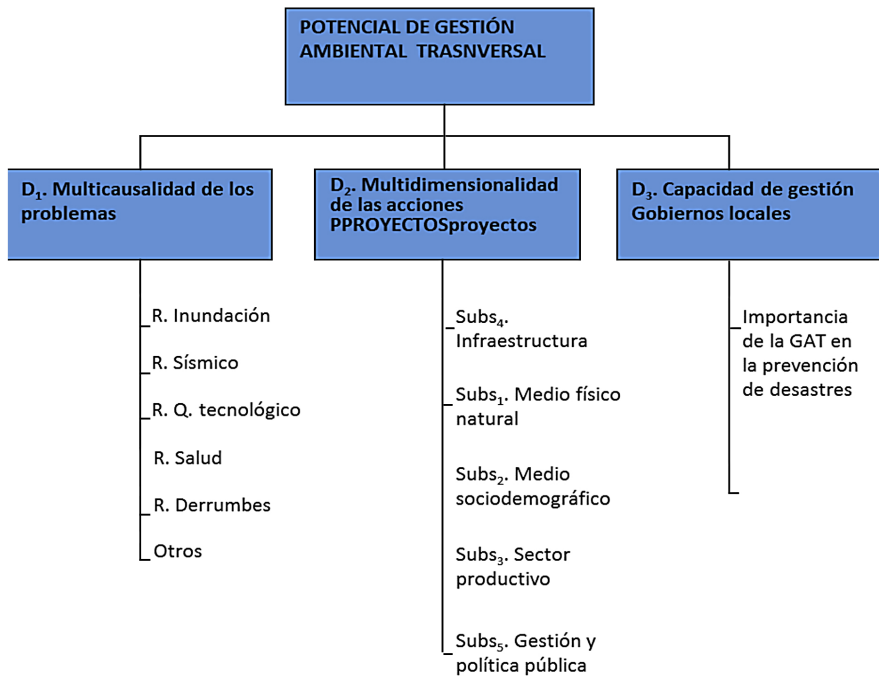 POTENCIAL DE GESTIÓN
AMBIENTAL TRASNVERSAL
D₁. Multicausalidad de los
problemas
D₂. Multidimensionalidad
de las acciones
PPROYECTOSproyectos
D₃. Capacidad de gestión
Gobiernos locales
R. Inundación
R. Sísmico
R. Q. tecnológico
R. Salud
R. Derrumbes
Otros
Subs₄.
Infraestructura
Subs₁. Medio físico
natural
Subs₂. Medio
sociodemográfico
Subs₃. Sector
productivo
Subs₅. Gestión y
política pública
Importancia
de la GAT en
la prevención
de desastres